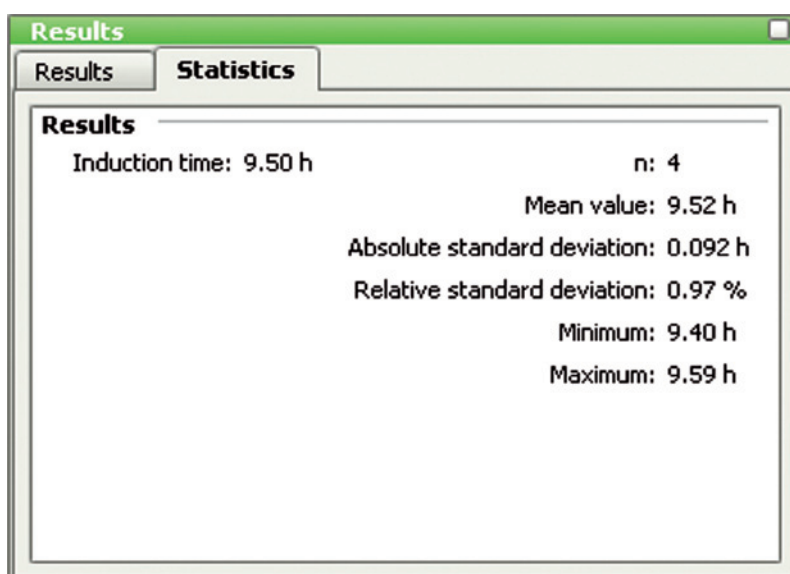 Results
Results Statistics
Results
Induction time: 9.50 h n: 4
Mean value: 9.52 h
Absolute standard deviation: 0.092 h
Relative standard deviation: 0.97 %
Minimum: 9.40 h
Maximum: 9.59 h